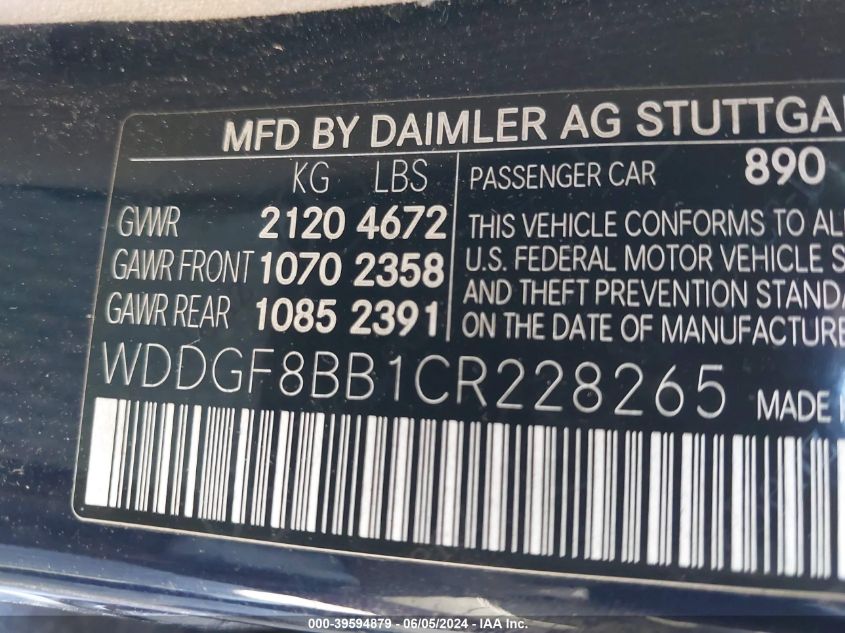 MFD BY DAIMLER AG STUTTGA
KG LBS
GVWR 2120 4672
GAWR FRONT 1070 2358
GAWR REAR 1085 2391
PASSENGER CAR 890
THIS VEHICLE CONFORMS TO AL
U.S. FEDERAL MOTOR VEHICLE S
AND THEFT PREVENTION STANDA
ON THE DATE OF MANUFACTURE
WDDGF8BB1CR228265 MADE I
000-39594879 - 06/05/2024 - IAA, Inc.